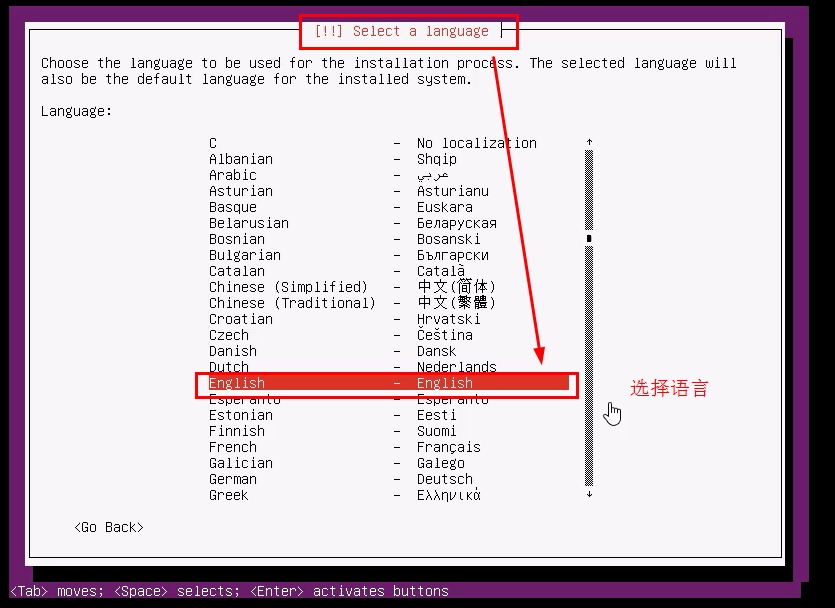 [!!] Select a language
Choose the language to be used for the installation process. The selected language will
also be the default language for the installed system.
Language:
C - No localization
Albanian - Shqip
Arabic - عربي
Asturian - Asturianu
Basque - Euskara
Belarusian - Беларуская
Bosnian - Bosanski
Bulgarian - Български
Catalan - Català
Chinese (Simplified) - 中文(简体)
Chinese (Traditional) - 中文(繁體)
Croatian - Hrvatski
Czech - Čeština
Danish - Dansk
Dutch - Nederlands
English - English
选择语言
Esperanto - Esperanto
Estonian - Eesti
Finnish - Suomi
French - Français
Galician - Galego
German - Deutsch
Greek - Ελληνικά
<Go Back>
<Tab> moves; <Space> selects; <Enter> activates buttons